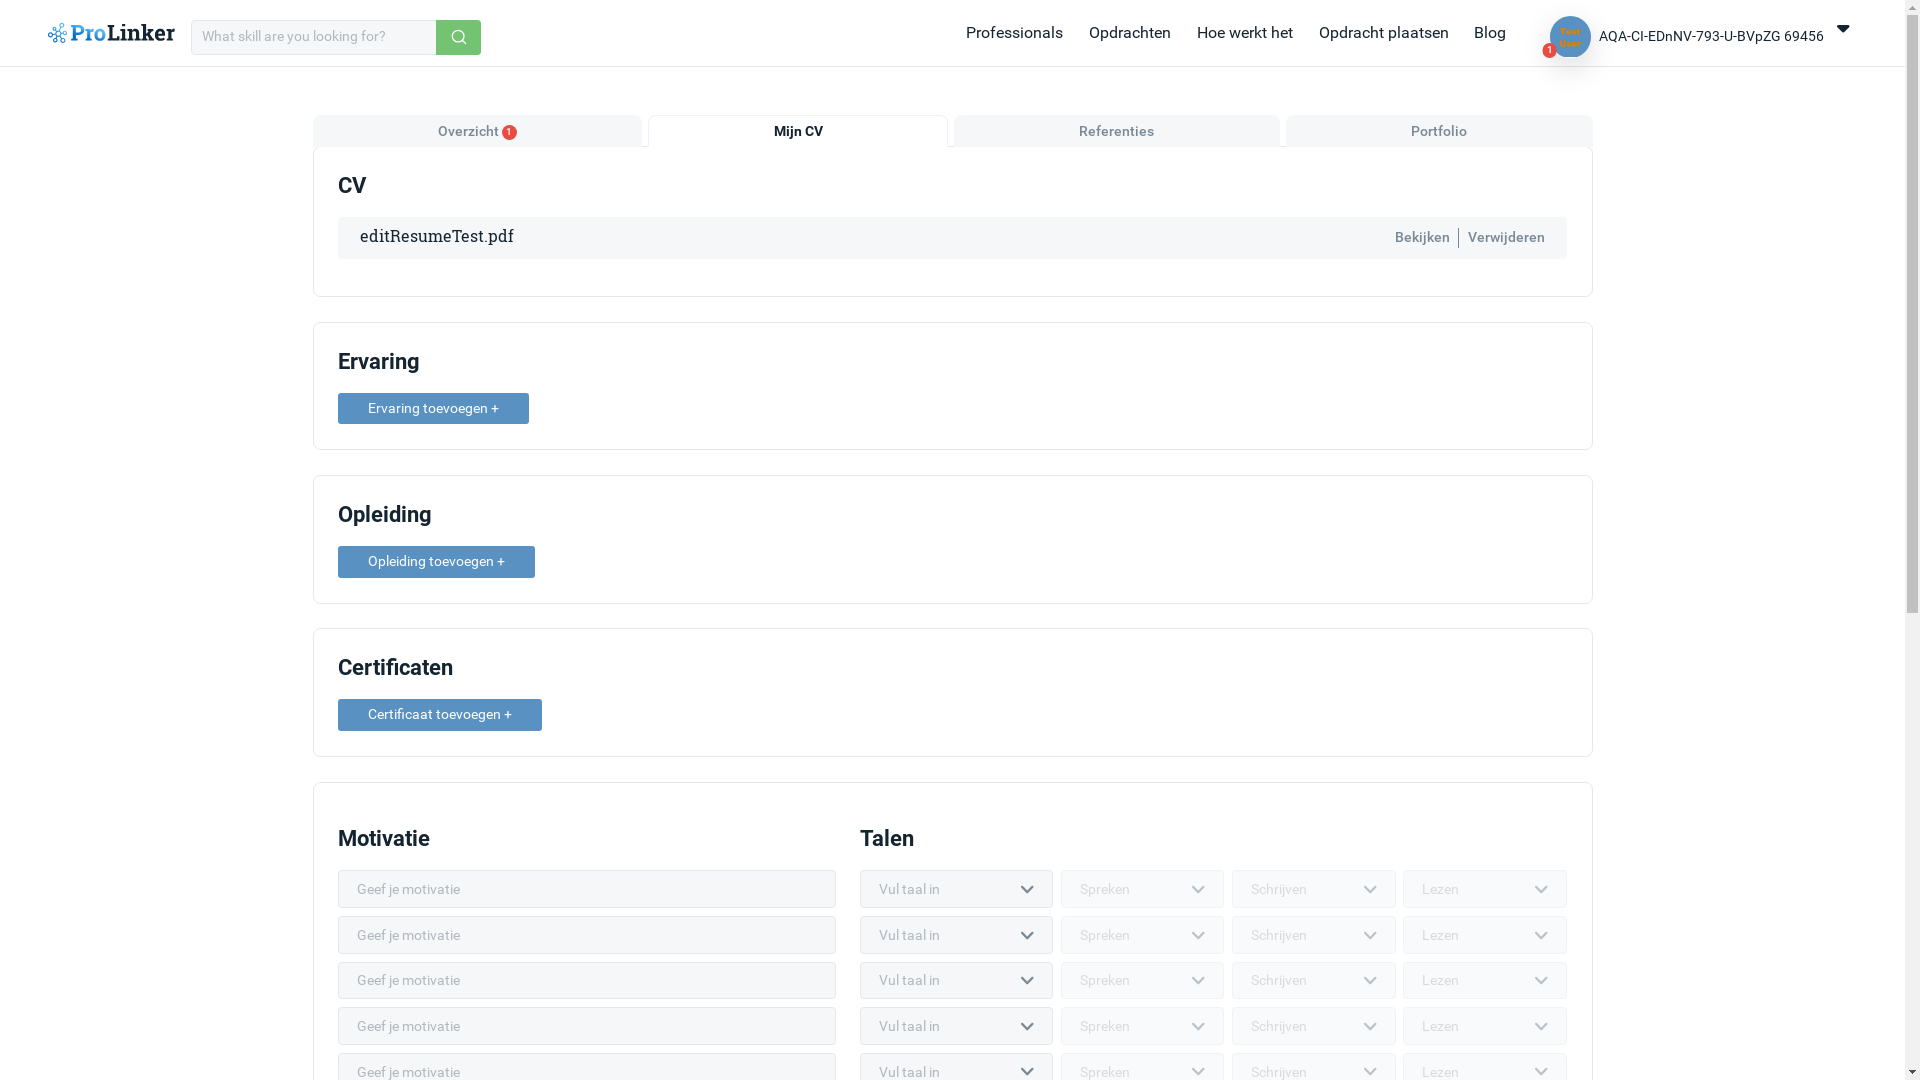 ProLinker
What skill are you looking for?
Professionals
Opdrachten
Hoe werkt het
Opdracht plaatsen
Blog
Test
User
1
AQA-CI-EDnNV-793-U-BVpZG 69456
Overzicht 1
Mijn CV
Referenties
Portfolio
CV
editResumeTest.pdf
Bekijken
Verwijderen
Ervaring
Ervaring toevoegen +
Opleiding
Opleiding toevoegen +
Certificaten
Certificaat toevoegen +
Motivatie
Talen
Geef je motivatie
Vul taal in
Spreken
Schrijven
Lezen
Geef je motivatie
Vul taal in
Spreken
Schrijven
Lezen
Geef je motivatie
Vul taal in
Spreken
Schrijven
Lezen
Geef je motivatie
Vul taal in
Spreken
Schrijven
Lezen
Geef je motivatie
Vul taal in
Spreken
Schrijven
Lezen